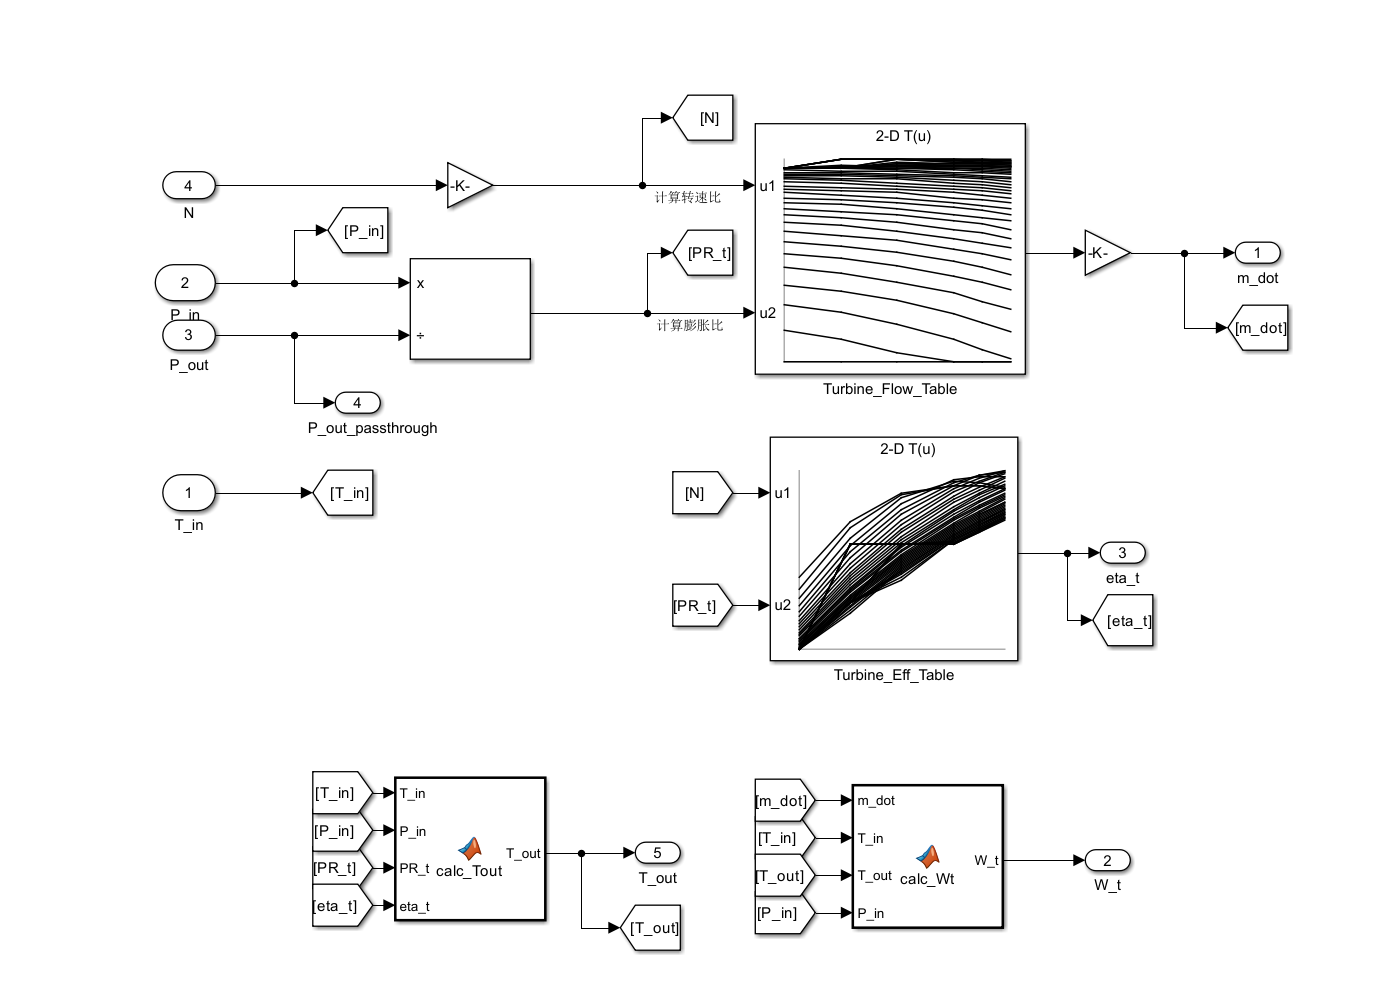 [N]
2-D T(u)
4
-K-
u1
计算转速比
N
[P_in]
[PR_t]
-K-
1
m_dot
2
x
P_in
u2
计算膨胀比
3
÷
[m_dot]
P_out
Turbine_Flow_Table
4
P_out_passthrough
2-D T(u)
1
[T_in]
[N]
u1
T_in
3
eta_t
[PR_t]
u2
[eta_t]
Turbine_Eff_Table
[T_in]
T_in
[P_in]
P_in
[PR_t]
PR_t
[eta_t]
eta_t
calc_Tout
T_out
5
T_out
[T_out]
[m_dot]
m_dot
[T_in]
T_in
[T_out]
T_out
[P_in]
P_in
calc_Wt
W_t
2
W_t